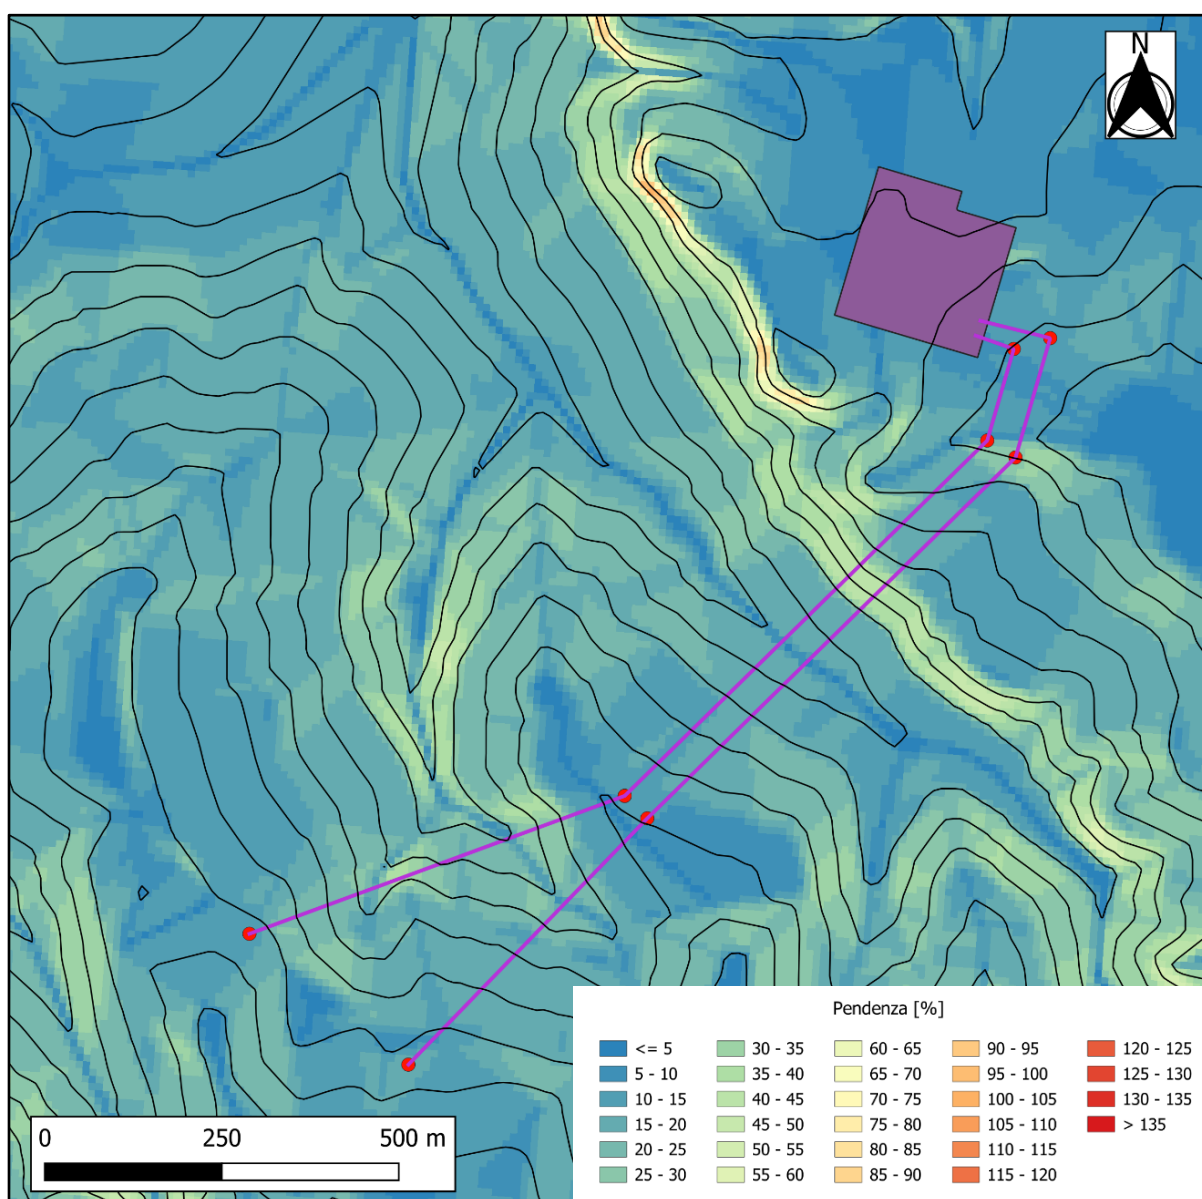 N
0 250 500 m
Pendenza [%]
<= 5 30 - 35 60 - 65 90 - 95 120 - 125
5 - 10 35 - 40 65 - 70 95 - 100 125 - 130
10 - 15 40 - 45 70 - 75 100 - 105 130 - 135
15 - 20 45 - 50 75 - 80 105 - 110 > 135
20 - 25 50 - 55 80 - 85 110 - 115
25 - 30 55 - 60 85 - 90 115 - 120